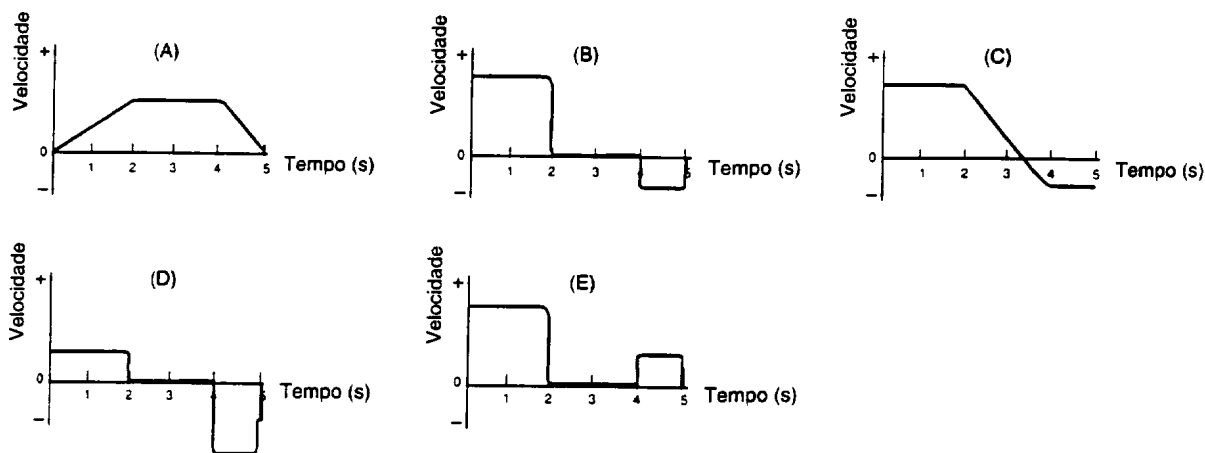 Velocidade
(A)
+
0
–
1 2 3 4 5
Tempo (s)
Velocidade
(B)
+
0
–
1 2 3 4 5
Tempo (s)
Velocidade
(C)
+
0
–
1 2 3 4 5
Tempo (s)
Velocidade
(D)
+
0
–
1 2 3 4
Tempo (s)
Velocidade
(E)
+
0
–
1 2 3 4 5
Tempo (s)